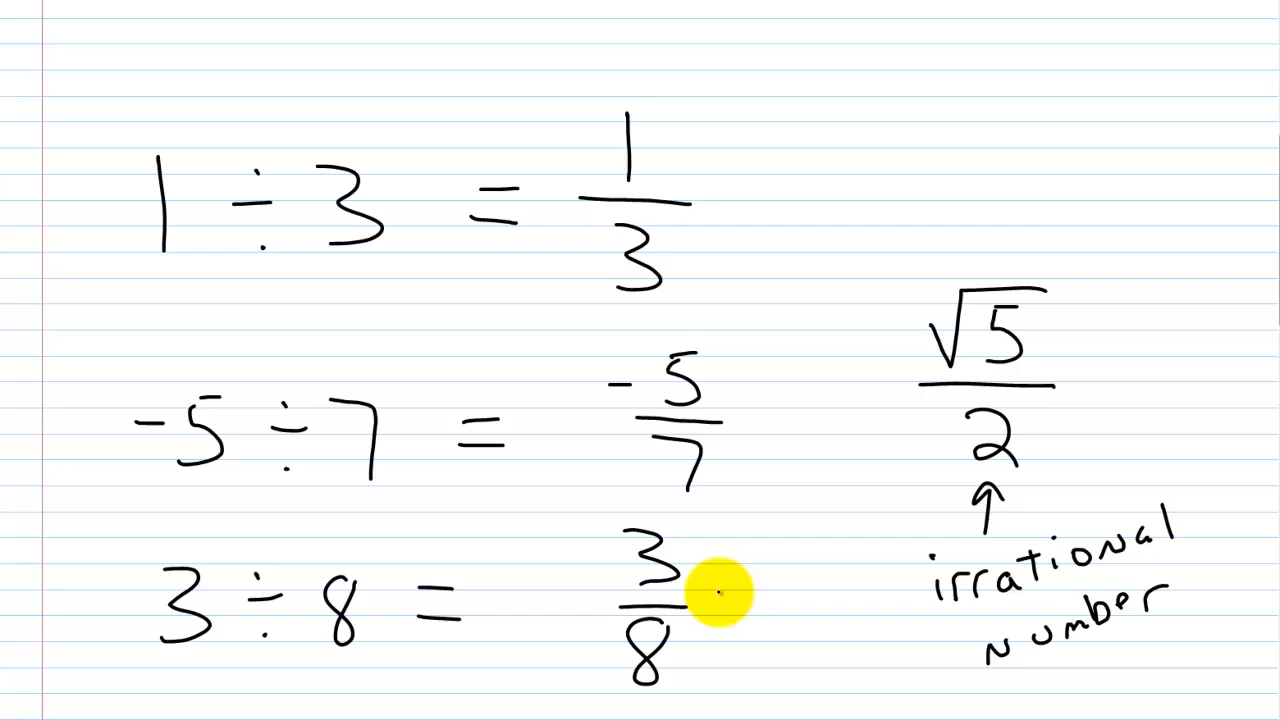 1 ÷ 3 = 1/3
-5 ÷ 7 = -5/7
3 ÷ 8 = 3/8
√5/2
↑
irrational
number